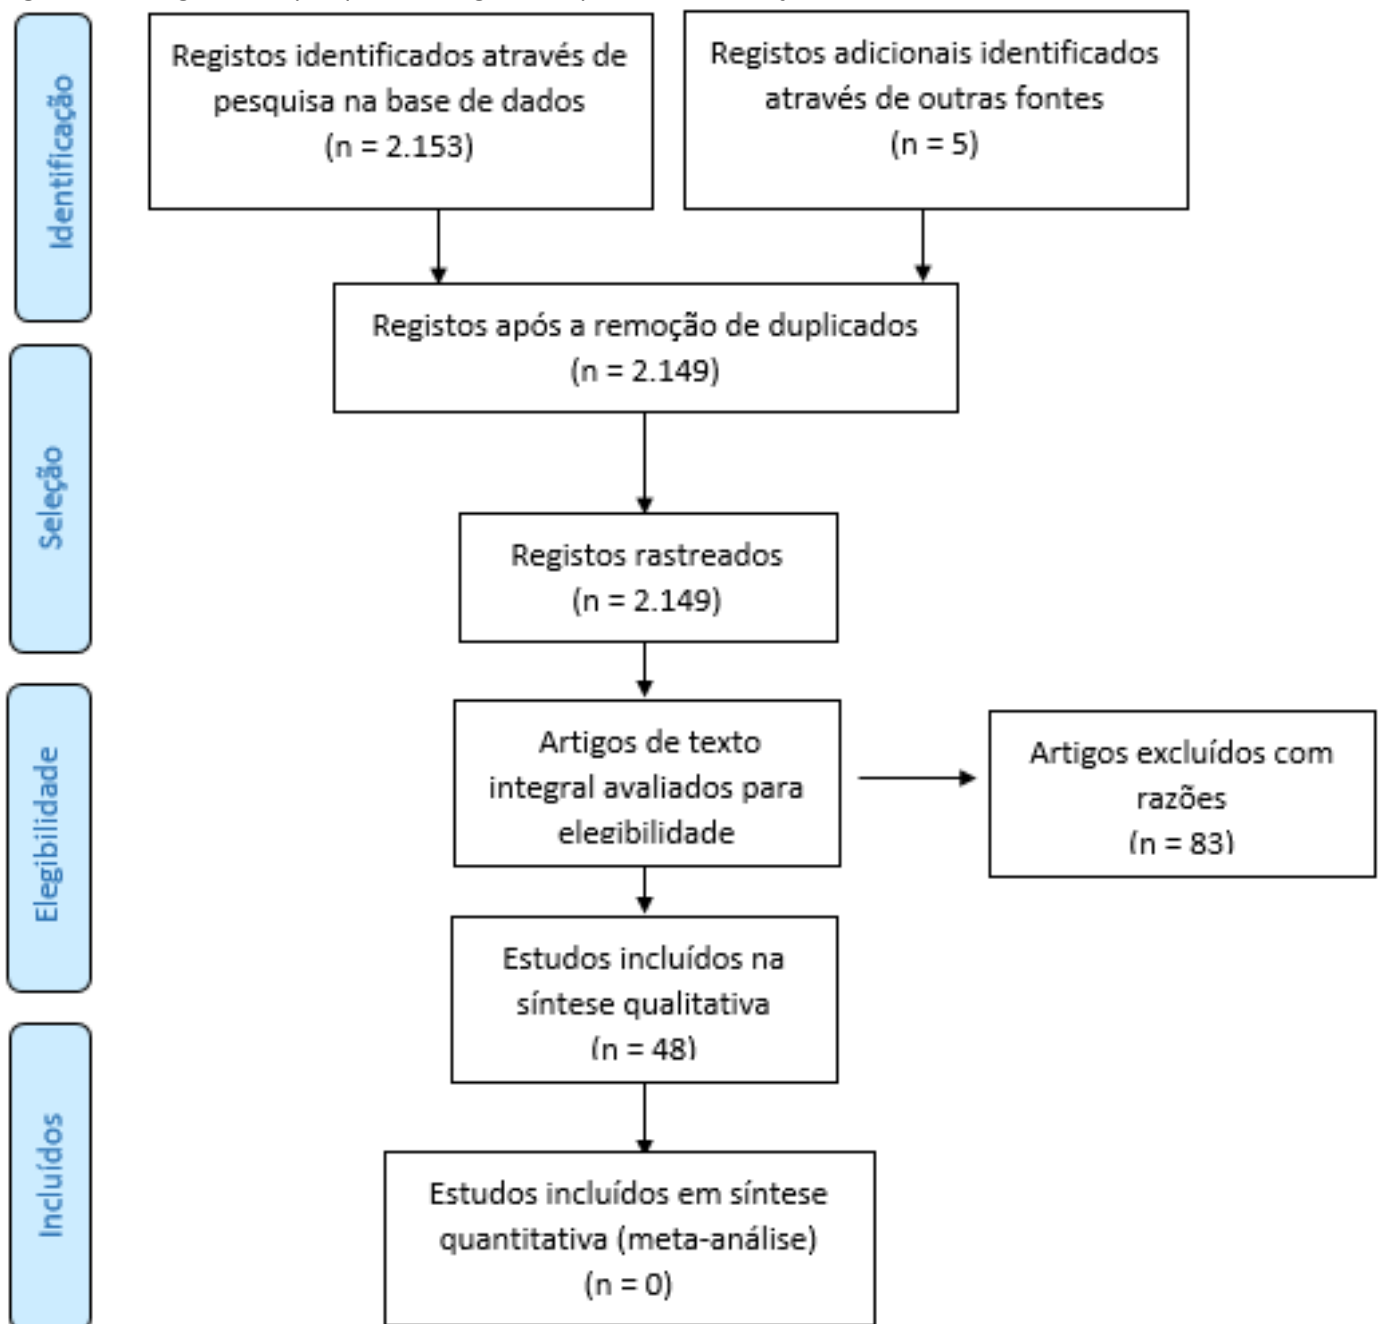 Identificação
Registos identificados através de
pesquisa na base de dados
(n = 2.153)
Registos adicionais identificados
através de outras fontes
(n = 5)
Registos após a remoção de duplicados
(n = 2.149)
Seleção
Registos rastreados
(n = 2.149)
Elegibilidade
Artigos de texto
integral avaliados para
elegibilidade
Artigos excluídos com
razões
(n = 83)
Estudos incluídos na
síntese qualitativa
(n = 48)
Incluídos
Estudos incluídos em síntese
quantitativa (meta-análise)
(n = 0)